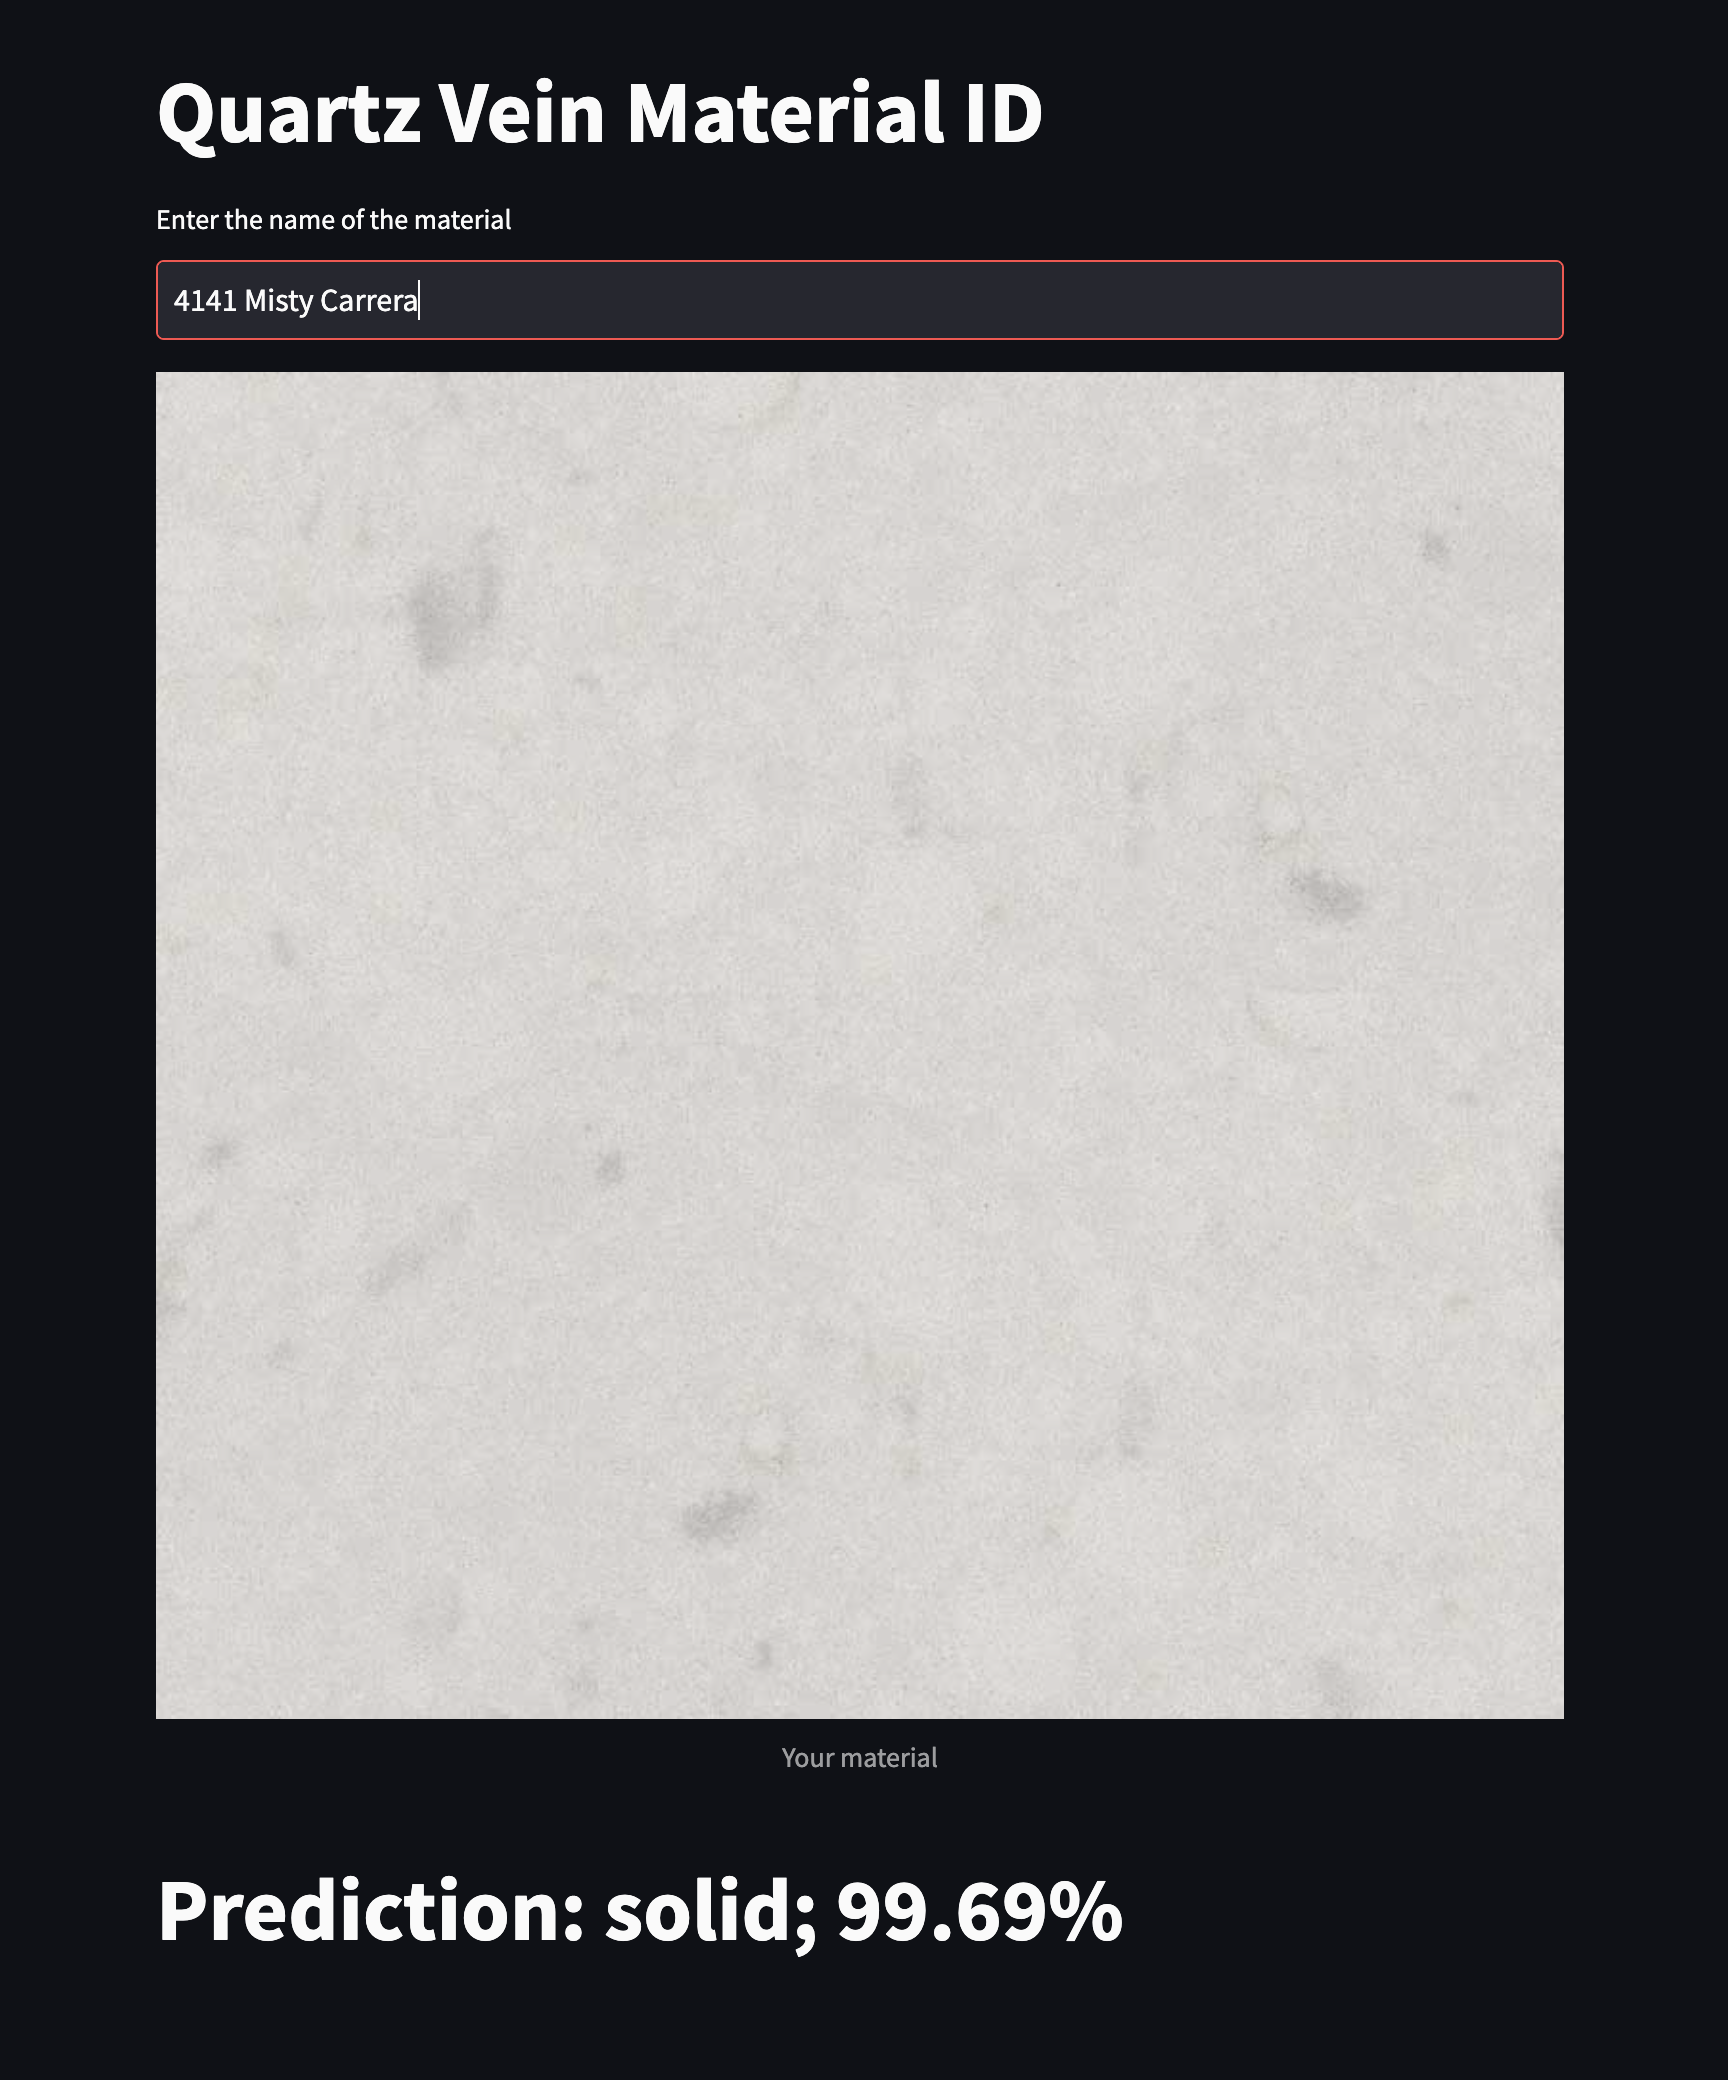 Quartz Vein Material ID
Enter the name of the material
4141 Misty Carrera
Your material
Prediction: solid; 99.69%